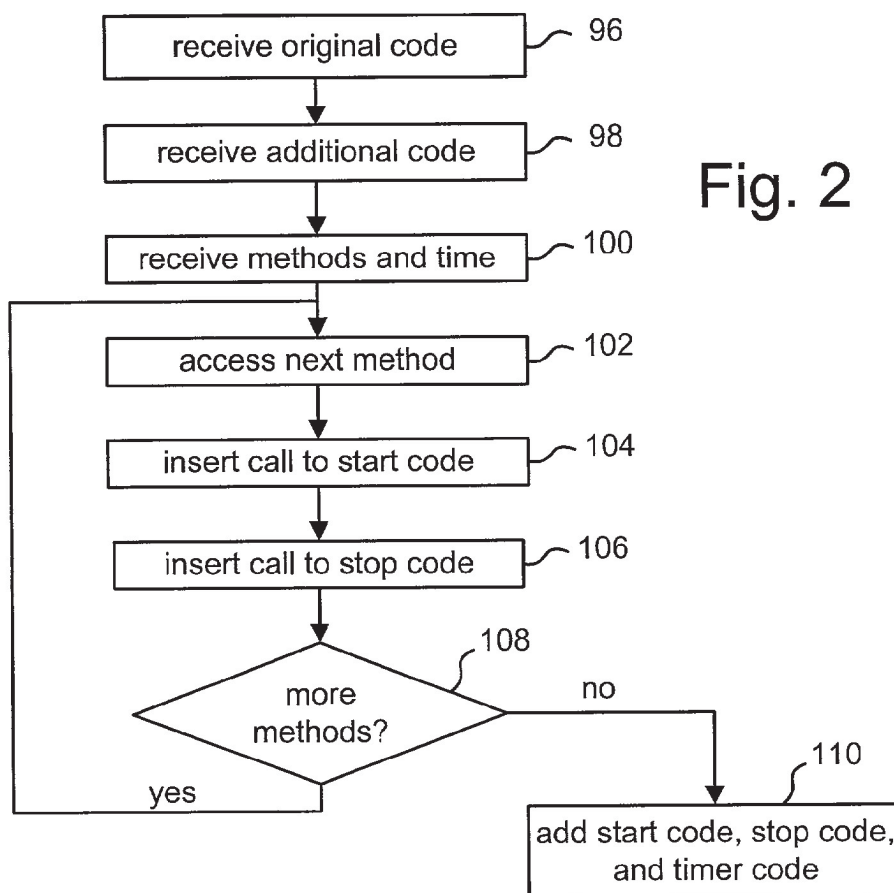 receive original code
96
receive additional code
98
Fig. 2
receive methods and time
100
access next method
102
insert call to start code
104
insert call to stop code
106
more
methods?
108
no
yes
110
add start code, stop code,
and timer code